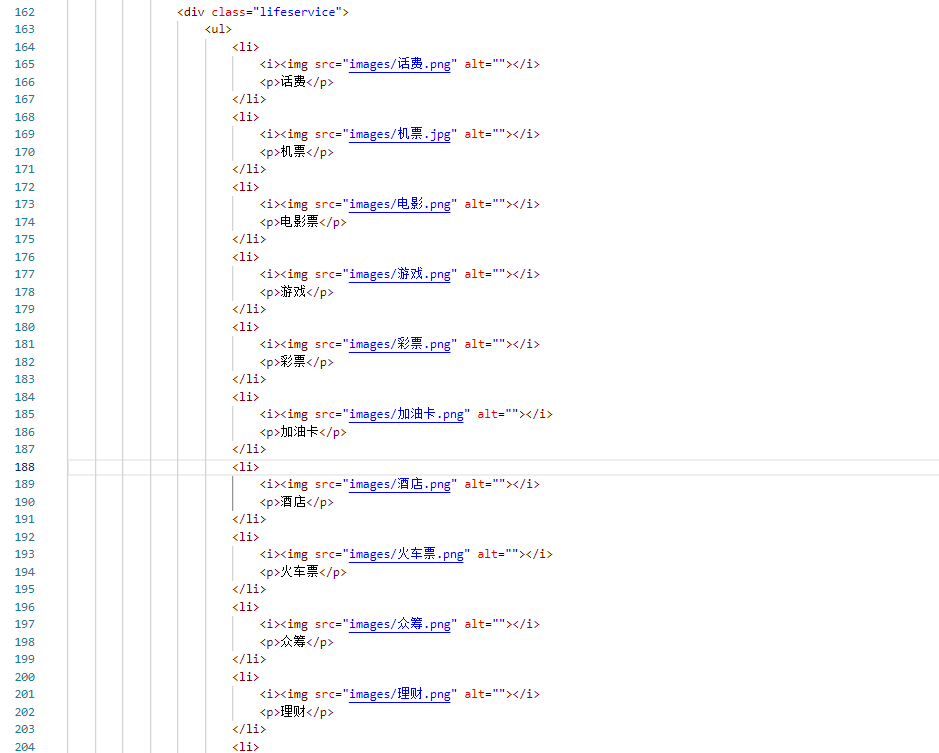 162 <div class="lifeservice">
163 <ul>
164 <li>
165 <i><img src="images/话费.png" alt=""></i>
166 <p>话费</p>
167 </li>
168 <li>
169 <i><img src="images/机票.jpg" alt=""></i>
170 <p>机票</p>
171 </li>
172 <li>
173 <i><img src="images/电影.png" alt=""></i>
174 <p>电影票</p>
175 </li>
176 <li>
177 <i><img src="images/游戏.png" alt=""></i>
178 <p>游戏</p>
179 </li>
180 <li>
181 <i><img src="images/彩票.png" alt=""></i>
182 <p>彩票</p>
183 </li>
184 <li>
185 <i><img src="images/加油卡.png" alt=""></i>
186 <p>加油卡</p>
187 </li>
188 <li>
189 <i><img src="images/酒店.png" alt=""></i>
190 <p>酒店</p>
191 </li>
192 <li>
193 <i><img src="images/火车票.png" alt=""></i>
194 <p>火车票</p>
195 </li>
196 <li>
197 <i><img src="images/众筹.png" alt=""></i>
198 <p>众筹</p>
199 </li>
200 <li>
201 <i><img src="images/理财.png" alt=""></i>
202 <p>理财</p>
203 </li>
204 <li>